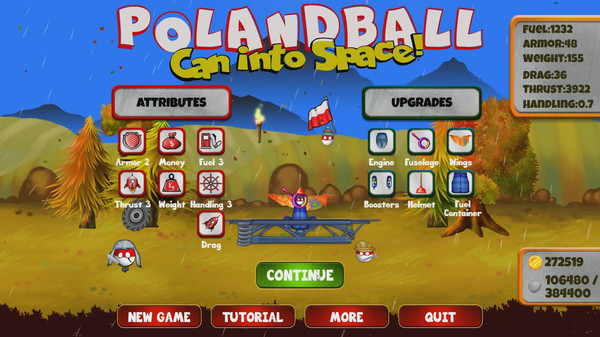 POLANDBALL
Can into Space!
Fuel:1232
Armor:48
Weight:155
Drag:36
Thrust:3922
Handling:0.7
ATTRIBUTES
UPGRADES
Armor 2 Money Fuel 3
Engine Fuselage Wings
Thrust 3 Weight Handling 3
Boosters Helmet Fuel
Container
Drag
CONTINUE
272519
106480 /
384400
NEW GAME TUTORIAL MORE QUIT